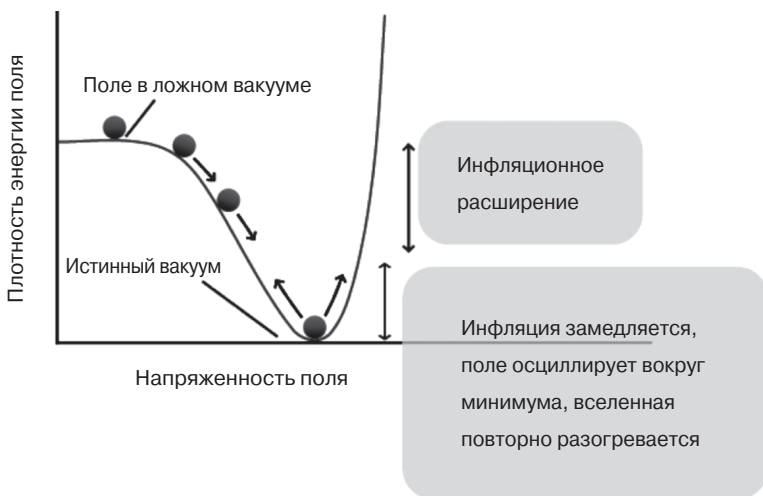 Плотность энергии поля
Поле в ложном вакууме
Истинный вакуум
Напряженность поля
Инфляционное
расширение
Инфляция замедляется,
поле осциллирует вокруг
минимума, вселенная
повторно разогревается